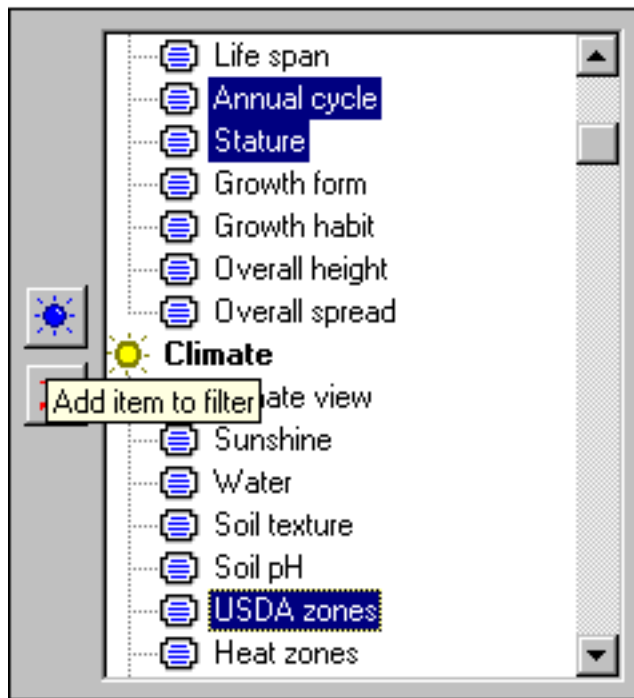 Life span
Annual cycle
Stature
Growth form
Growth habit
Overall height
Overall spread
Climate
Add item to filter
view
Sunshine
Water
Soil texture
Soil pH
USDA zones
Heat zones